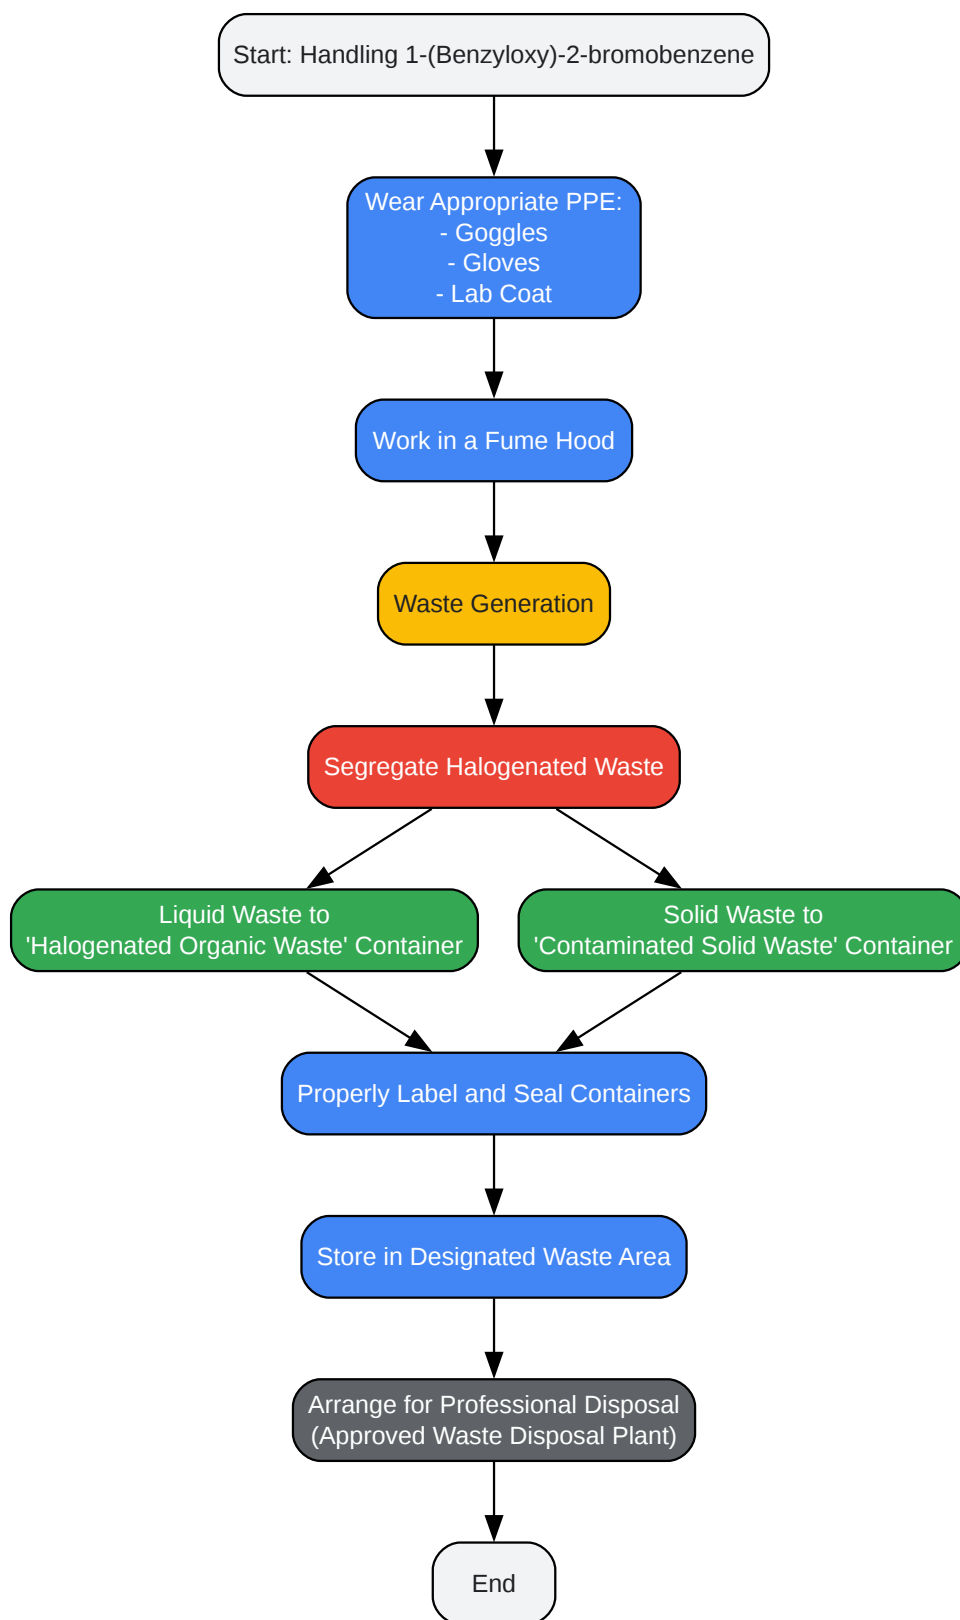 Start: Handling 1-(Benzyloxy)-2-bromobenzene
Wear Appropriate PPE:
- Goggles
- Gloves
- Lab Coat
Work in a Fume Hood
Waste Generation
Segregate Halogenated Waste
Liquid Waste to
'Halogenated Organic Waste' Container
Solid Waste to
'Contaminated Solid Waste' Container
Properly Label and Seal Containers
Store in Designated Waste Area
Arrange for Professional Disposal
(Approved Waste Disposal Plant)
End